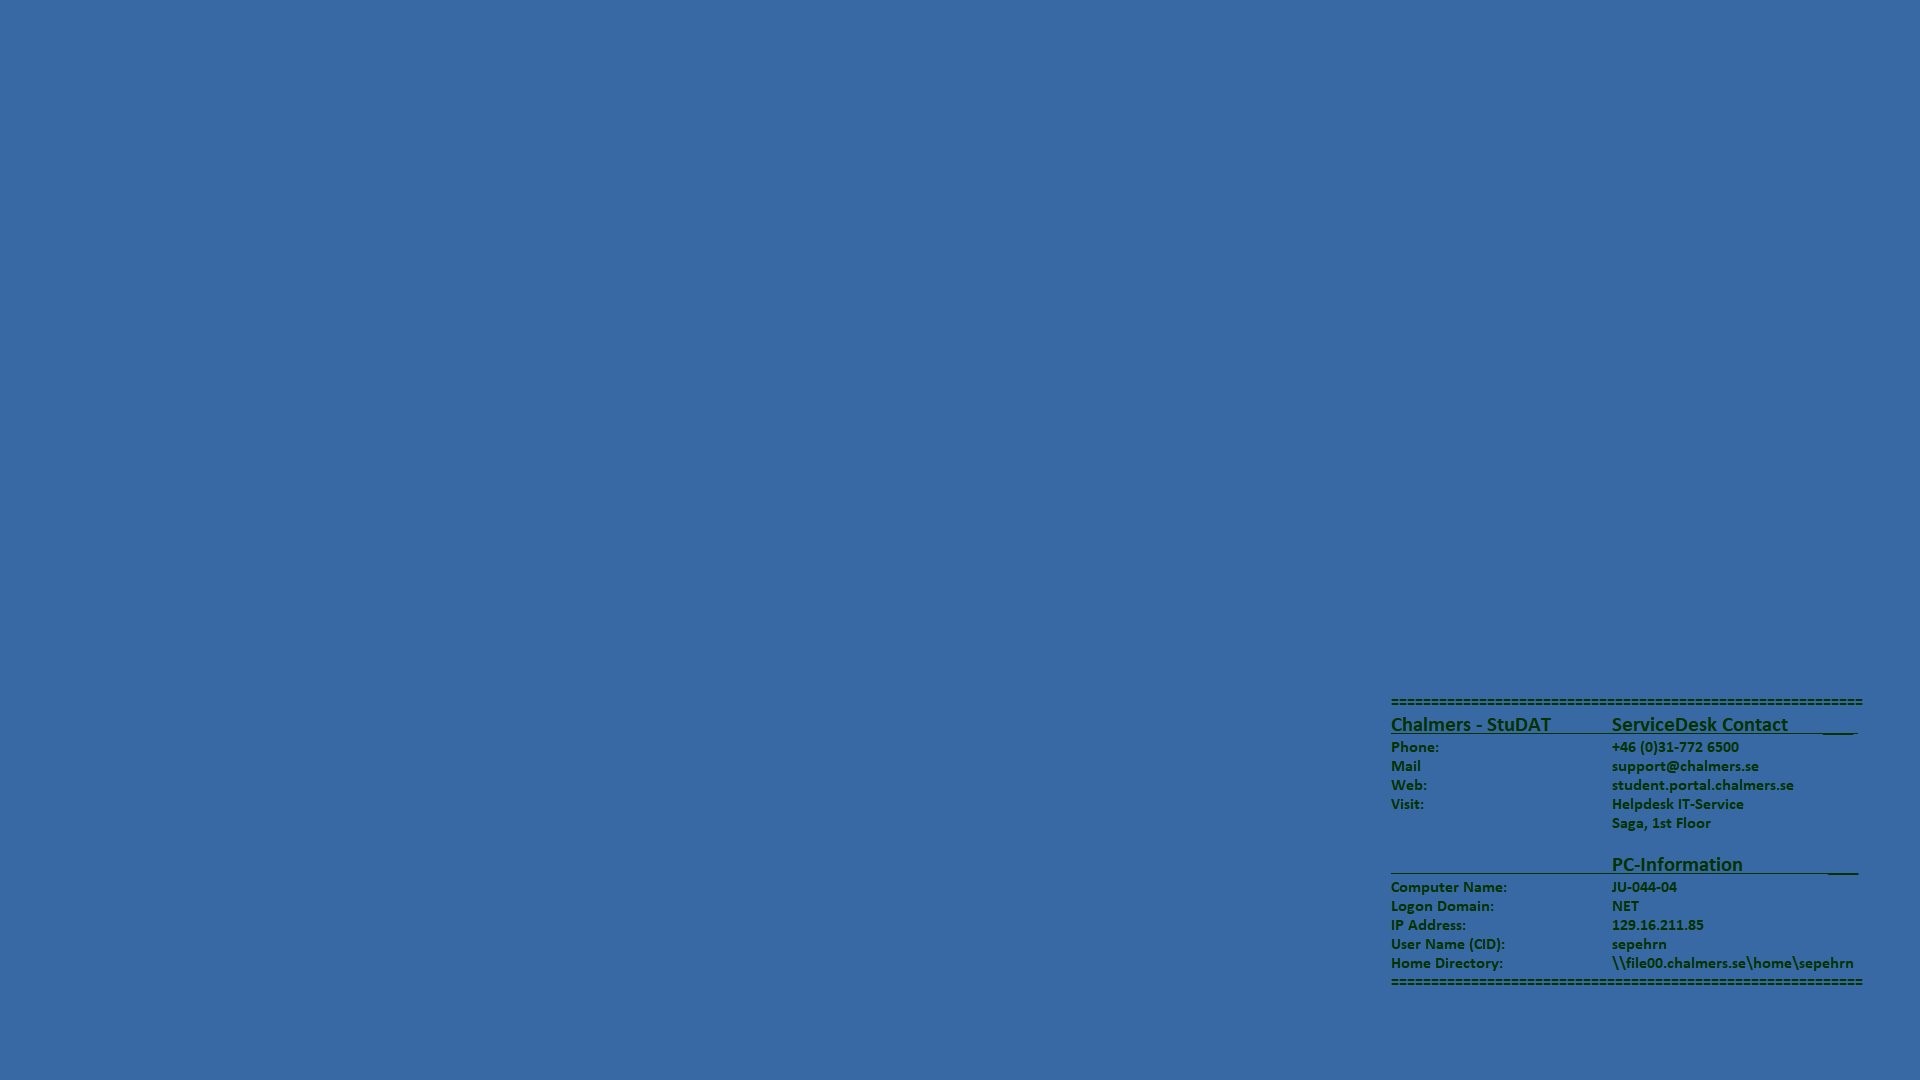 ===========================================================
Chalmers - StuDAT ServiceDesk Contact ___
Phone: +46 (0)31-772 6500
Mail support@chalmers.se
Web: student.portal.chalmers.se
Visit: Helpdesk IT-Service
Saga, 1st Floor
PC-Information ___
Computer Name: JU-044-04
Logon Domain: NET
IP Address: 129.16.211.85
User Name (CID): sepehrn
Home Directory: \\file00.chalmers.se\home\sepehrn
===========================================================